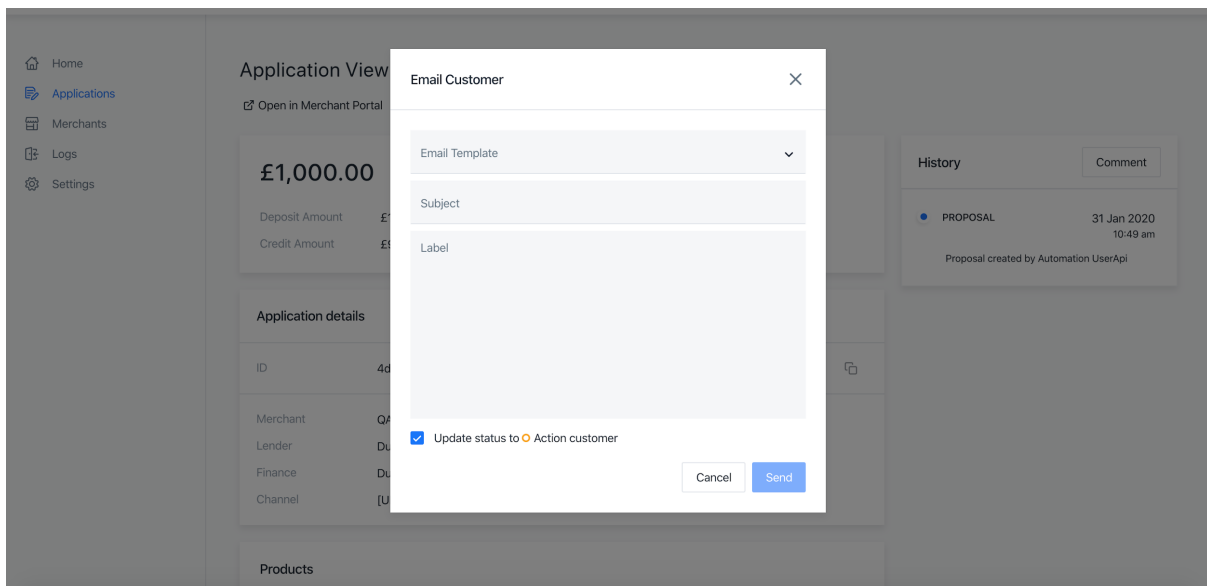 Home
Applications
Merchants
Logs
Settings
Application View
Open in Merchant Portal
£1,000.00
Deposit Amount
Credit Amount
Application details
ID
Merchant
Lender
Finance
Channel
Products
Email Customer
Email Template
Subject
Label
Update status to Action customer
Cancel Send
History Comment
PROPOSAL 31 Jan 2020
10:49 am
Proposal created by Automation UserApi